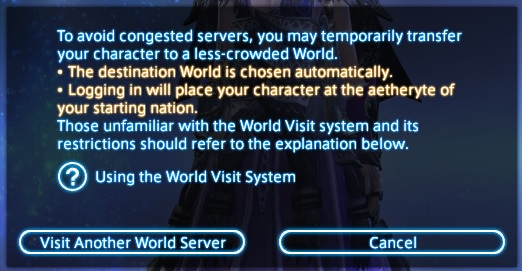 To avoid congested servers, you may temporarily transfer
your character to a less-crowded World.
• The destination World is chosen automatically.
• Logging in will place your character at the aetheryte of
your starting nation.
Those unfamiliar with the World Visit system and its
restrictions should refer to the explanation below.
? Using the World Visit System
Visit Another World Server
Cancel